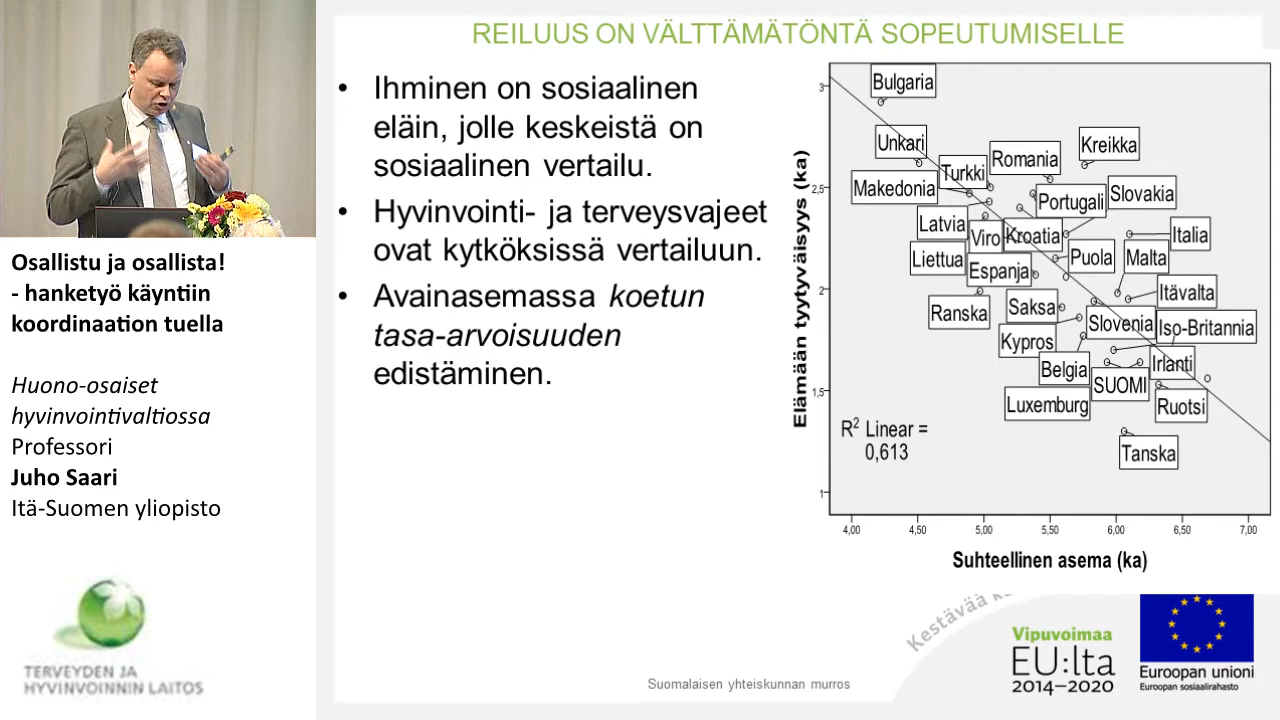 REILUUS ON VÄLTTÄMÄTÖNTÄ SOPEUTUMISELLE
• Ihminen on sosiaalinen
eläin, jolle keskeistä on
sosiaalinen vertailu.
• Hyvinvointi- ja terveysvajeet
ovat kytköksissä vertailuun.
• Avainasemassa koetun
tasa-arvoisuuden
edistäminen.
Elämään tyytyväisyys (ka)
3
2,5
2
1,5
1
Bulgaria
Unkari
Kreikka
Romania
Turkki
Makedonia
Slovakia
Portugali
Latvia
Viro
Kroatia
Italia
Liettua
Puola
Malta
Espanja
Itävalta
Ranska
Saksa
Slovenia
Iso-Britannia
Kypros
Belgia
Irlanti
SUOMI
Luxemburg
Ruotsi
Tanska
R² Linear =
0,613
4,00 4,50 5,00 5,50 6,00 6,50 7,00
Suhteellinen asema (ka)
Osallistu ja osallista!
- hanketyö käyntiin
koordinaation tuella
Huono-osaiset
hyvinvointivaltiossa
Professori
Juho Saari
Itä-Suomen yliopisto
TERVEYDEN JA
HYVINVOINNIN LAITOS
Suomalaisen yhteiskunnan murros
Kestävää
Vipuvoimaa
EU:lta
2014–2020
Euroopan unioni
Euroopan sosiaalirahasto